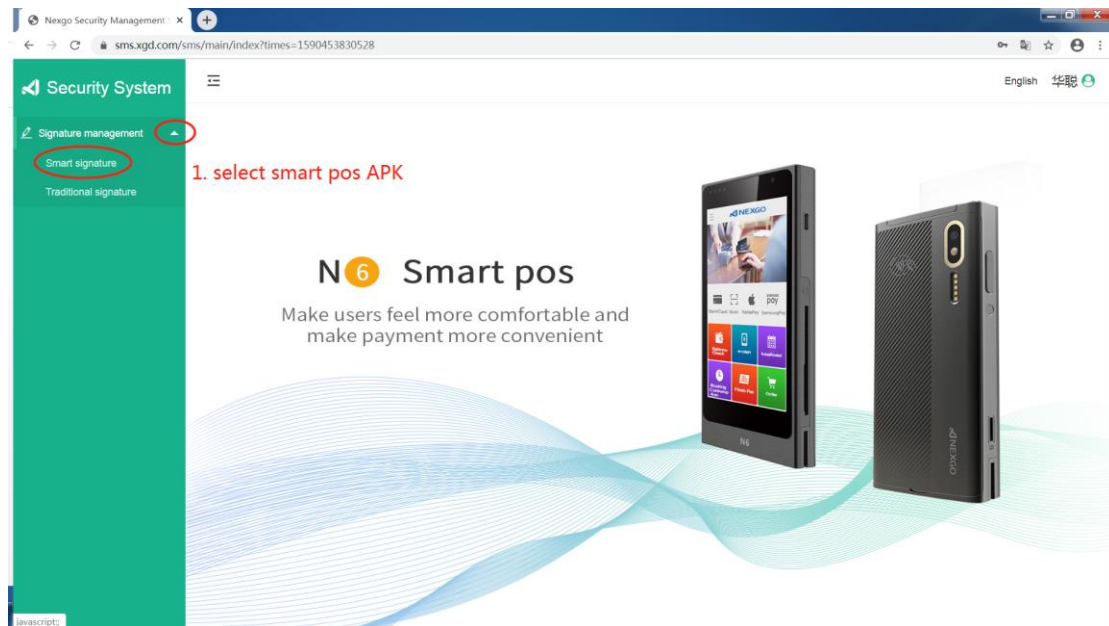 Nexgo Security Management
sms.xgd.com/sms/main/index?times=1590453830528
Security System
English 华聪
Signature management
Smart signature
1. select smart pos APK
Traditional signature
NEXGO
pay
N6 Smart pos
Make users feel more comfortable and
make payment more convenient
Order
N6
NEXGO
javascript:;